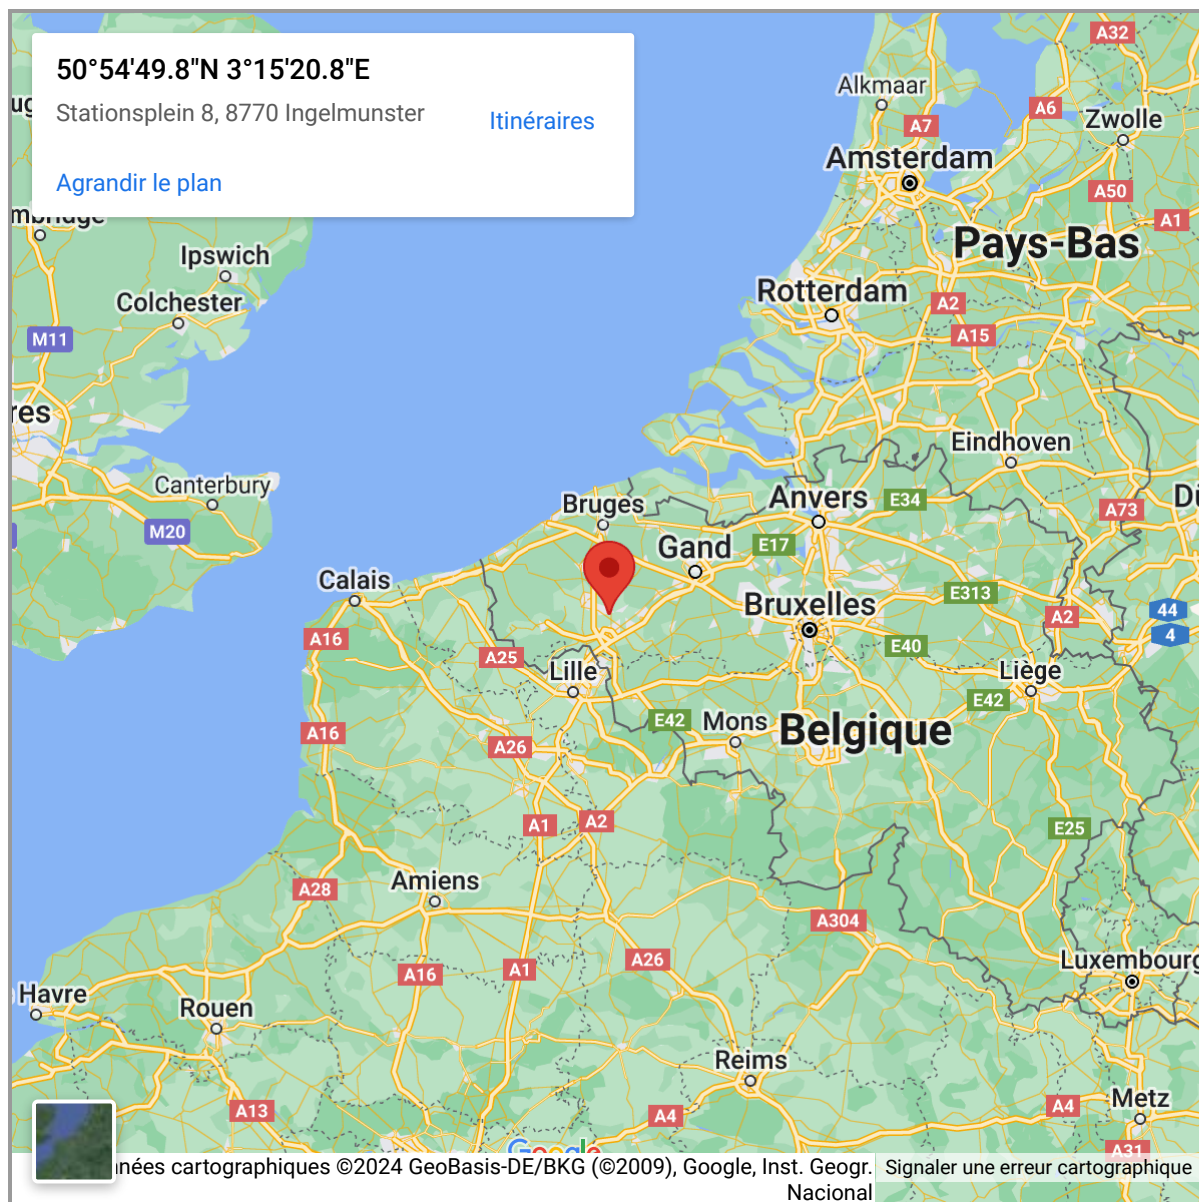 50°54'49.8"N 3°15'20.8"E
Stationsplein 8, 8770 Ingelmunster
Itinéraires
Agrandir le plan
A32
Alkmaar
A6
A7
Zwolle
Amsterdam
A50
A1
Pays-Bas
Ipswich
Colchester
Rotterdam
A2
M11
A15
Eindhoven
Canterbury
Bruges
Anvers
E34
A73
M20
Gand
E17
Calais
Bruxelles
E313
44
A2
4
A16
E40
A25
Lille
Liège
E42
E42
Mons
Belgique
A16
A26
A1
A2
E25
Amiens
A28
A304
A26
Luxembourg
A16
A1
Havre
Rouen
Reims
A13
A4
A4
Metz
A31
Google
nées cartographiques ©2024 GeoBasis-DE/BKG (©2009), Google, Inst. Geogr.
Nacional
Signaler une erreur cartographique